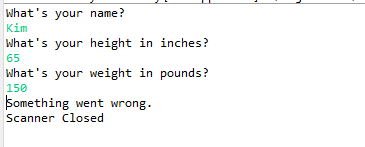 What's your name?
Kim
What's your height in inches?
65
What's your weight in pounds?
150
Something went wrong.
Scanner Closed